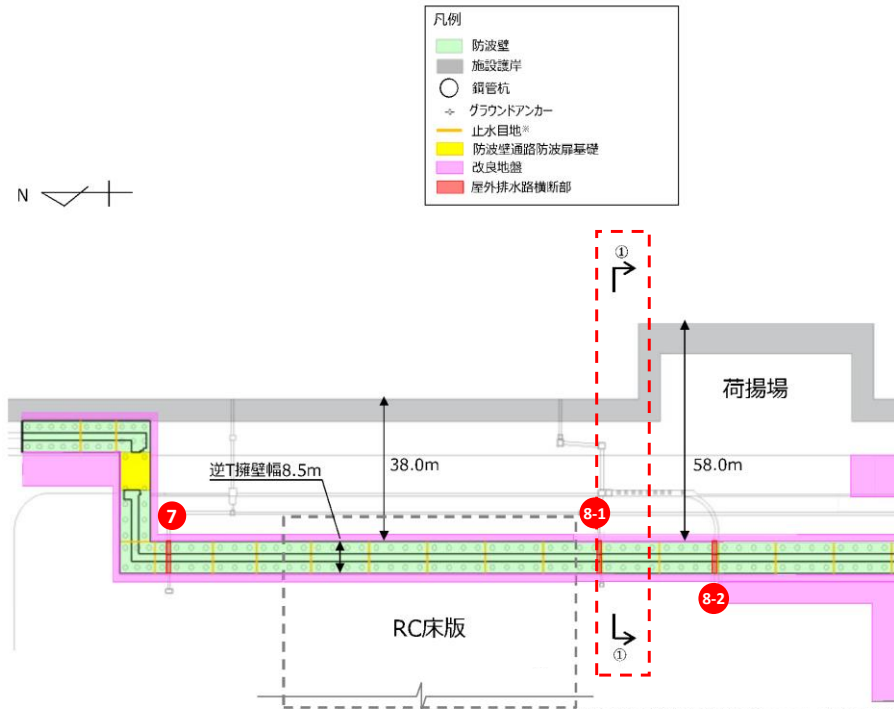 凡例
防波壁
施設護岸
鋼管杭
グラウンドアンカー
止水目地※
防波壁通路防波扉基礎
改良地盤
屋外排水路横断部
N
①
荷揚場
逆T擁壁幅8.5m
38.0m
58.0m
7
8-1
8-2
RC床版
①